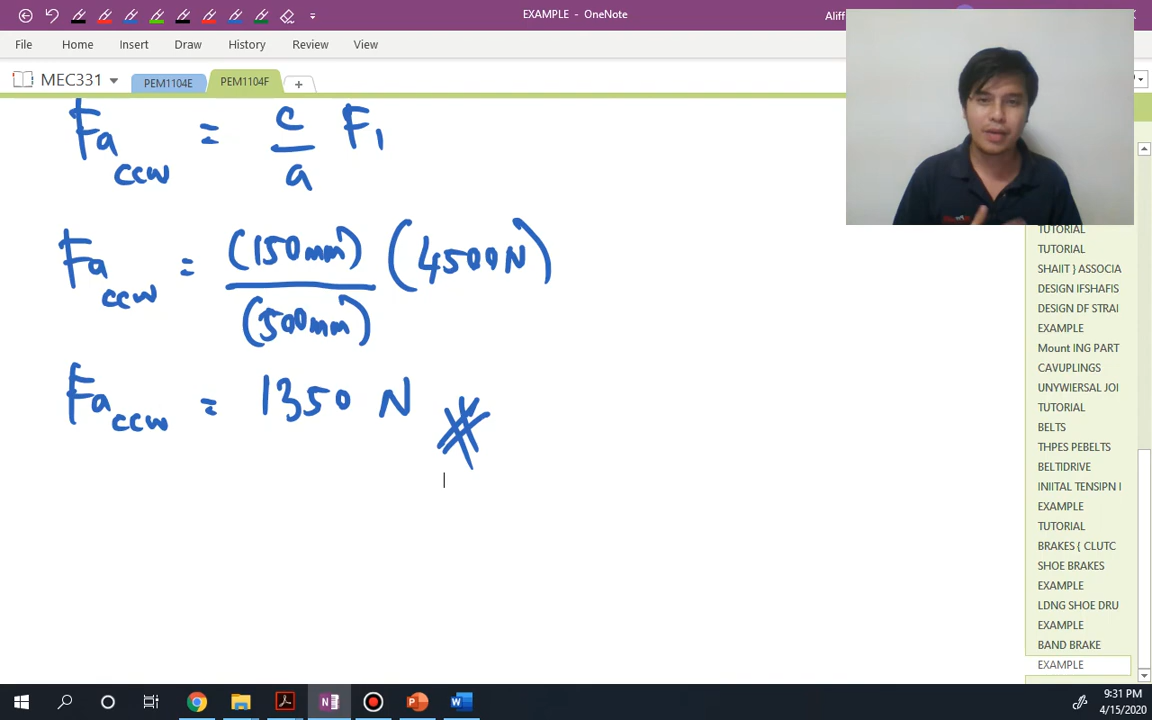 EXAMPLE - OneNote
Aliff
File Home Insert Draw History Review View
MEC331 PEM1104E PEM1104F +
Fa ccw = c/a F1
Fa ccw = (150mm)/(500mm) (4500N)
Fa ccw = 1350 N
TUTORIAL
TUTORIAL
SHAIIT } ASSOCIA
DESIGN IFSHAFIS
DESIGN DF STRAI
EXAMPLE
Mount ING PART
CAVUPLINGS
UNYWIERSAL JOI
TUTORIAL
BELTS
THPES PEBELTS
BELTIDRIVE
INIITAL TENSIPN I
EXAMPLE
TUTORIAL
BRAKES { CLUTC
SHOE BRAKES
EXAMPLE
LDNG SHOE DRU
EXAMPLE
BAND BRAKE
EXAMPLE
9:31 PM
4/15/2020